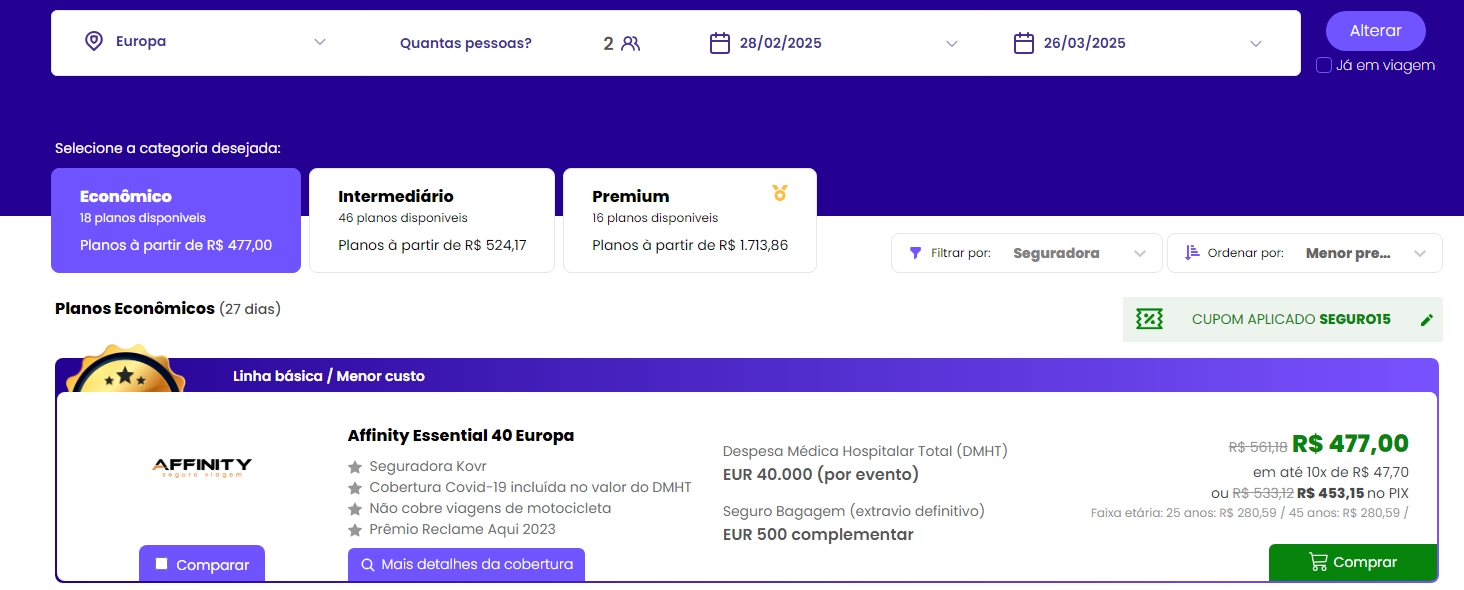 Europa
Quantas pessoas?
2
28/02/2025
26/03/2025
Alterar
Já em viagem
Selecione a categoria desejada:
Econômico
18 planos disponiveis
Planos à partir de R$ 477,00
Intermediário
46 planos disponiveis
Planos à partir de R$ 524,17
Premium
16 planos disponiveis
Planos à partir de R$ 1.713,86
Filtrar por: Seguradora
Ordenar por: Menor pre...
Planos Econômicos (27 dias)
CUPOM APLICADO SEGURO15
Linha básica / Menor custo
AFFINITY
seguro viagem
Comparar
Affinity Essential 40 Europa
Seguradora Kovr
Cobertura Covid-19 incluída no valor do DMHT
Não cobre viagens de motocicleta
Prêmio Reclame Aqui 2023
Mais detalhes da cobertura
Despesa Médica Hospitalar Total (DMHT)
EUR 40.000 (por evento)
Seguro Bagagem (extravio definitivo)
EUR 500 complementar
R$ 561,18 R$ 477,00
em até 10x de R$ 47,70
ou R$ 533,12 R$ 453,15 no PIX
Faixa etária: 25 anos: R$ 280,59 / 45 anos: R$ 280,59 /
Comprar